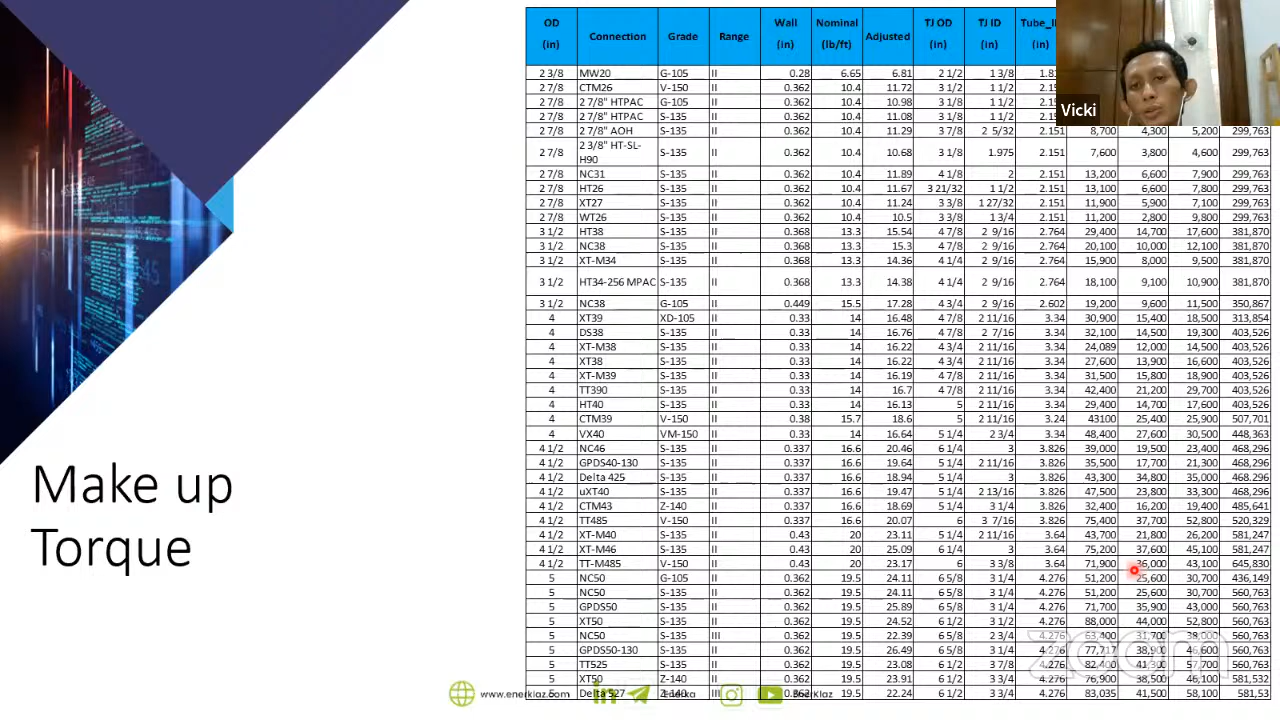 OD (in) Connection Grade Range Wall (in) Nominal (lb/ft) Adjusted TJ OD (in) TJ ID (in) (in)
2 3/8 MW20 G-105 II 0.28 6.65 6.81 2 1/2 1 3/8
2 7/8 CTM26 V-150 II 0.362 10.4 11.72 3 1/2 1 1/2
2 7/8 2 7/8" HTPAC G-105 II 0.362 10.4 10.98 3 1/8 1 1/2
2 7/8 2 7/8" HTPAC S-135 II 0.362 10.4 11.08 3 1/8 1 1/2
2 7/8 2 7/8" AOH S-135 II 0.362 10.4 11.29 3 7/8 2 5/32 2.151 8,700 4,300 5,200 299,763
2 7/8 2 3/8" HT-SL-H90 S-135 II 0.362 10.4 10.68 3 1/8 1.975 2.151 7,600 3,800 4,600 299,763
2 7/8 NC31 S-135 II 0.362 10.4 11.89 4 1/8 2 2.151 13,200 6,600 7,900 299,763
2 7/8 HT26 S-135 II 0.362 10.4 11.67 3 21/32 1 1/2 2.151 13,100 6,600 7,800 299,763
2 7/8 XT27 S-135 II 0.362 10.4 11.24 3 3/8 1 27/32 2.151 11,900 5,900 7,100 299,763
2 7/8 WT26 S-135 II 0.362 10.4 10.5 3 3/8 1 3/4 2.151 11,200 2,800 9,800 299,763
3 1/2 HT38 S-135 II 0.368 13.3 15.54 4 7/8 2 9/16 2.764 29,400 14,700 17,600 381,870
3 1/2 NC38 S-135 II 0.368 13.3 15.3 4 7/8 2 9/16 2.764 20,100 10,000 12,100 381,870
3 1/2 XT-M34 S-135 II 0.368 13.3 14.36 4 1/4 2 9/16 2.764 15,900 8,000 9,500 381,870
3 1/2 HT34-256 MPAC S-135 II 0.368 13.3 14.38 4 1/4 2 9/16 2.764 18,100 9,100 10,900 381,870
3 1/2 NC38 G-105 II 0.449 15.5 17.28 4 3/4 2 9/16 2.602 19,200 9,600 11,500 350,867
4 XT39 XD-105 II 0.33 14 16.48 4 7/8 2 11/16 3.34 30,900 15,400 18,500 313,854
4 DS38 S-135 II 0.33 14 16.76 4 7/8 2 7/16 3.34 32,100 14,500 19,300 403,526
4 XT-M38 S-135 II 0.33 14 16.22 4 3/4 2 11/16 3.34 24,089 12,000 14,500 403,526
4 XT38 S-135 II 0.33 14 16.22 4 3/4 2 11/16 3.34 27,600 13,900 16,600 403,526
4 XT-M39 S-135 II 0.33 14 16.19 4 7/8 2 11/16 3.34 31,500 15,800 18,900 403,526
4 TT390 S-135 II 0.33 14 16.7 4 7/8 2 11/16 3.34 42,400 21,200 29,700 403,526
4 HT40 S-135 II 0.33 14 16.13 5 2 11/16 3.34 29,400 14,700 17,600 403,526
4 CTM39 V-150 II 0.38 15.7 18.6 5 2 11/16 3.24 43100 25,400 29,900 507,701
4 VX40 VM-150 II 0.33 14 16.64 5 1/4 2 3/4 3.34 48,400 27,600 30,500 448,363
4 1/2 NC46 S-135 II 0.337 16.6 20.46 6 1/4 3 3.826 39,000 19,500 23,400 468,296
4 1/2 GPDS40-130 S-135 II 0.337 16.6 19.64 5 1/4 2 11/16 3.826 35,500 17,700 21,300 468,296
4 1/2 Delta 425 S-135 II 0.337 16.6 18.94 5 1/4 3 3.826 43,300 34,800 35,000 468,296
4 1/2 uXT40 S-135 II 0.337 16.6 19.47 5 1/4 2 13/16 3.826 47,500 23,800 33,300 468,296
4 1/2 CTM43 Z-140 II 0.337 16.6 18.69 5 1/4 3 1/4 3.826 32,400 16,200 19,400 485,641
4 1/2 TT485 V-150 II 0.337 16.6 20.07 6 3 7/16 3.826 75,400 37,700 52,800 520,329
4 1/2 XT-M40 S-135 II 0.43 20 23.11 5 1/4 2 11/16 3.64 43,700 21,800 26,200 581,247
4 1/2 XT-M46 S-135 II 0.43 20 25.09 6 1/4 3 3.64 75,200 37,600 45,100 581,247
4 1/2 TT-M485 V-150 II 0.43 20 23.17 6 3 3/8 3.64 71,900 36,000 43,100 645,830
5 NC50 G-105 II 0.362 19.5 24.11 6 5/8 3 1/4 4.276 51,200 25,600 30,700 436,149
5 NC50 S-135 II 0.362 19.5 24.11 6 5/8 3 1/4 4.276 51,200 25,600 30,700 560,763
5 GPDS50 S-135 II 0.362 19.5 25.89 6 5/8 3 1/4 4.276 71,700 35,900 43,000 560,763
5 XT50 S-135 II 0.362 19.5 24.52 6 1/2 3 1/2 4.276 88,000 44,000 52,800 560,763
5 NC50 S-135 III 0.362 19.5 22.39 6 5/8 2 3/4 4.276 63,400 31,700 38,000 560,763
5 GPDS50-130 S-135 II 0.362 19.5 26.49 6 5/8 3 1/4 4.276 77,717 38,900 46,600 560,763
5 TT525 S-135 II 0.362 19.5 23.08 6 1/2 3 7/8 4.276 82,400 41,300 57,700 560,763
5 XT50 Z-140 II 0.362 19.5 23.91 6 1/2 3 3/4 4.276 76,900 38,500 46,100 581,532
5 Delta 527 Z-140 III 0.362 19.5 22.24 6 1/2 3 3/4 4.276 83,035 41,500 58,100 581,53
Vicki
Make up
Torque
www.enerklaz.com
EnerKlaz
zoom